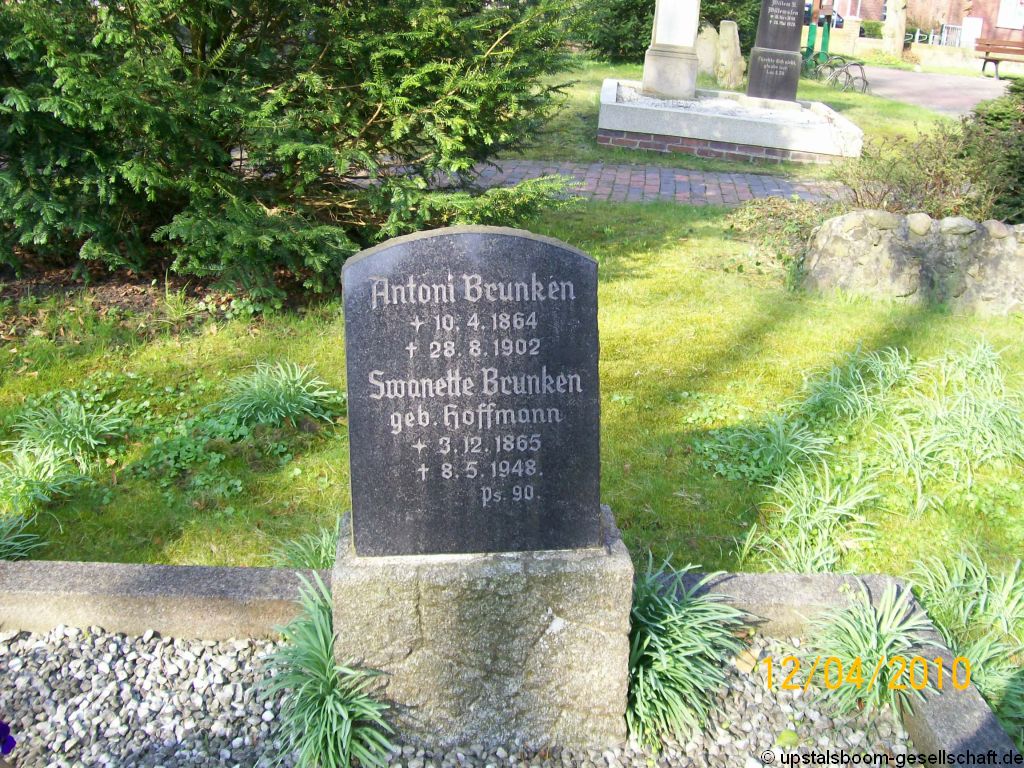 Antoni Brunken
✶ 10. 4. 1864
† 28. 8. 1902
Swanette Brunken
geb. Hoffmann
✶ 3. 12. 1865
† 8. 5. 1948.
Ps. 90.
12/04/2010
© upstalsboom-gesellschaft.de